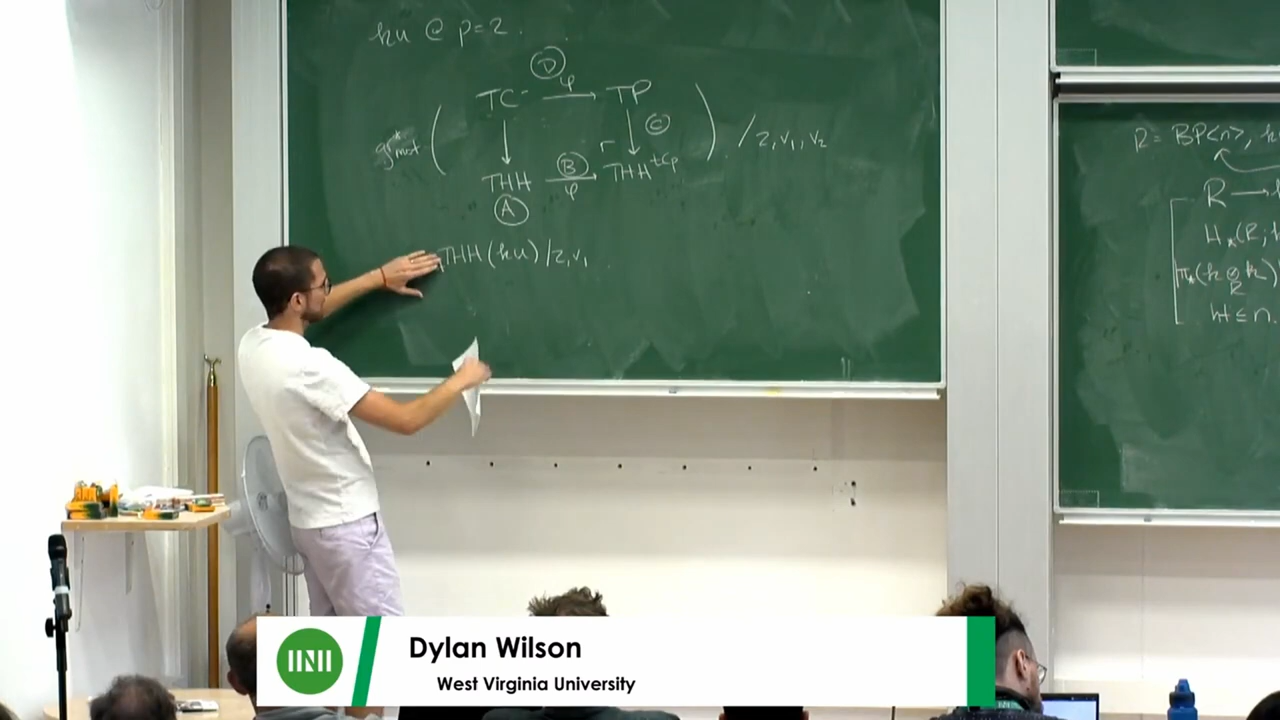 ku @ p=2.
D
TC⁻ →φ TP
C
gr*mot ( ) / 2, v₁, v₂
THH →φ THH^tCp
B
A
THH(ku)/2,v₁
R = BP<n>, k
R →
H*(R;
π*(k ⊗R k)
n.
INI
Dylan Wilson
West Virginia University